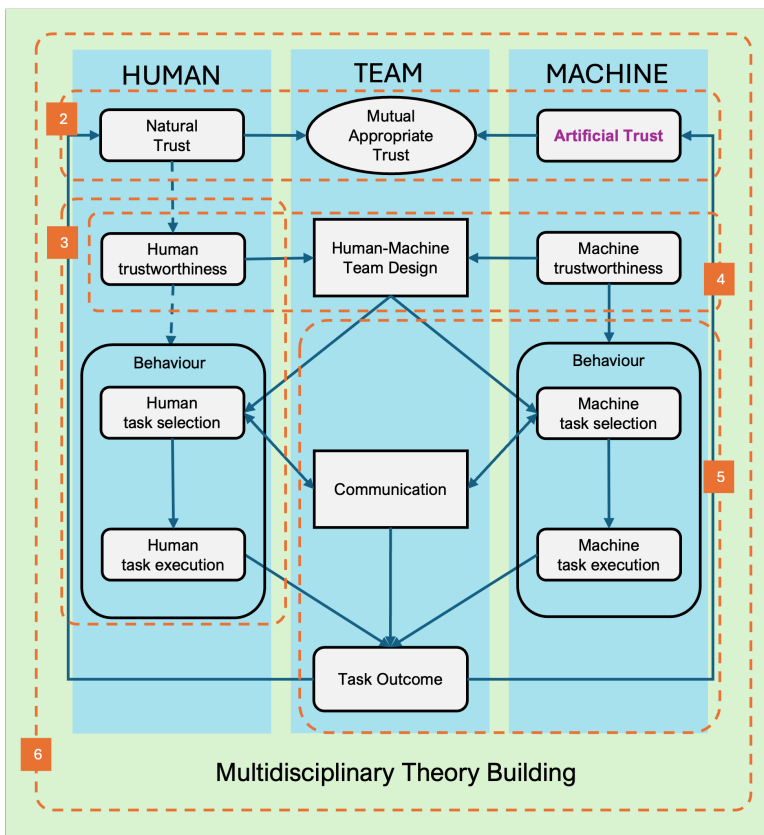 HUMAN
TEAM
MACHINE
2
Natural
Trust
Mutual
Appropriate
Trust
Artificial Trust
3
Human
trustworthiness
Human-Machine
Team Design
Machine
trustworthiness
4
Behaviour
Behaviour
Human
task selection
Machine
task selection
Communication
5
Human
task execution
Machine
task execution
Task Outcome
6
Multidisciplinary Theory Building